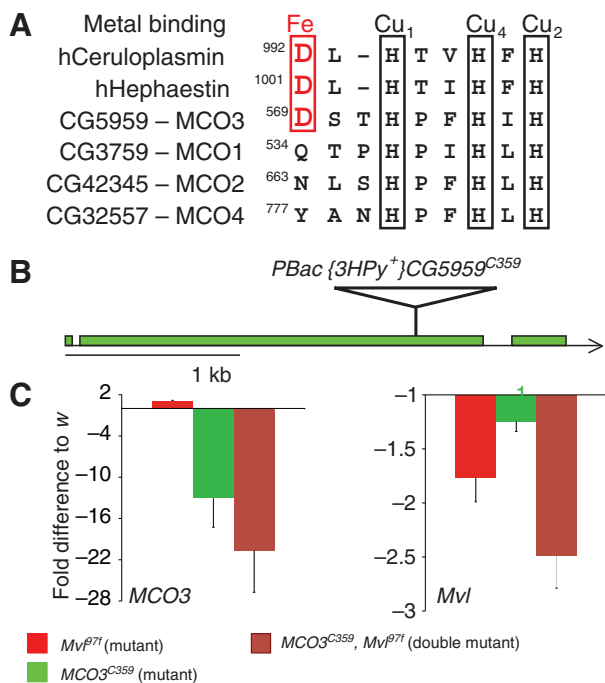 A
Metal binding Fe Cu1 Cu4 Cu2
hCeruloplasmin 992 D L – H T V H F H
hHephaestin 1001 D L – H T I H F H
CG5959 – MCO3 569 D S T H P F H I H
CG3759 – MCO1 534 Q T P H P I H L H
CG42345 – MCO2 663 N L S H P F H L H
CG32557 – MCO4 777 Y A N H P F H L H
B
PBac {3HPy+}CG5959C359
1 kb
C
Fold difference to w
2
–4
–10
–16
–22
–28
MCO3
1
–1
–1.5
–2
–2.5
–3
Mvl
Mvl97f (mutant)
MCO3C359, Mvl97f (double mutant)
MCO3C359 (mutant)